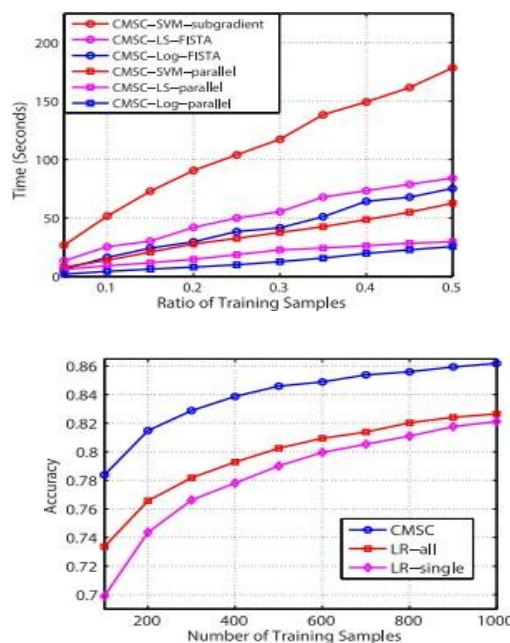 200
150
100
50
0
Time (Seconds)
CMSC-SVM-subgradient
CMSC-LS-FISTA
CMSC-Log-FISTA
CMSC-SVM-parallel
CMSC-LS-parallel
CMSC-Log-parallel
0.1 0.2 0.3 0.4 0.5
Ratio of Training Samples
0.86
0.84
0.82
0.8
0.78
0.76
0.74
0.72
0.7
Accuracy
CMSC
LR-all
LR-single
200 400 600 800 1000
Number of Training Samples